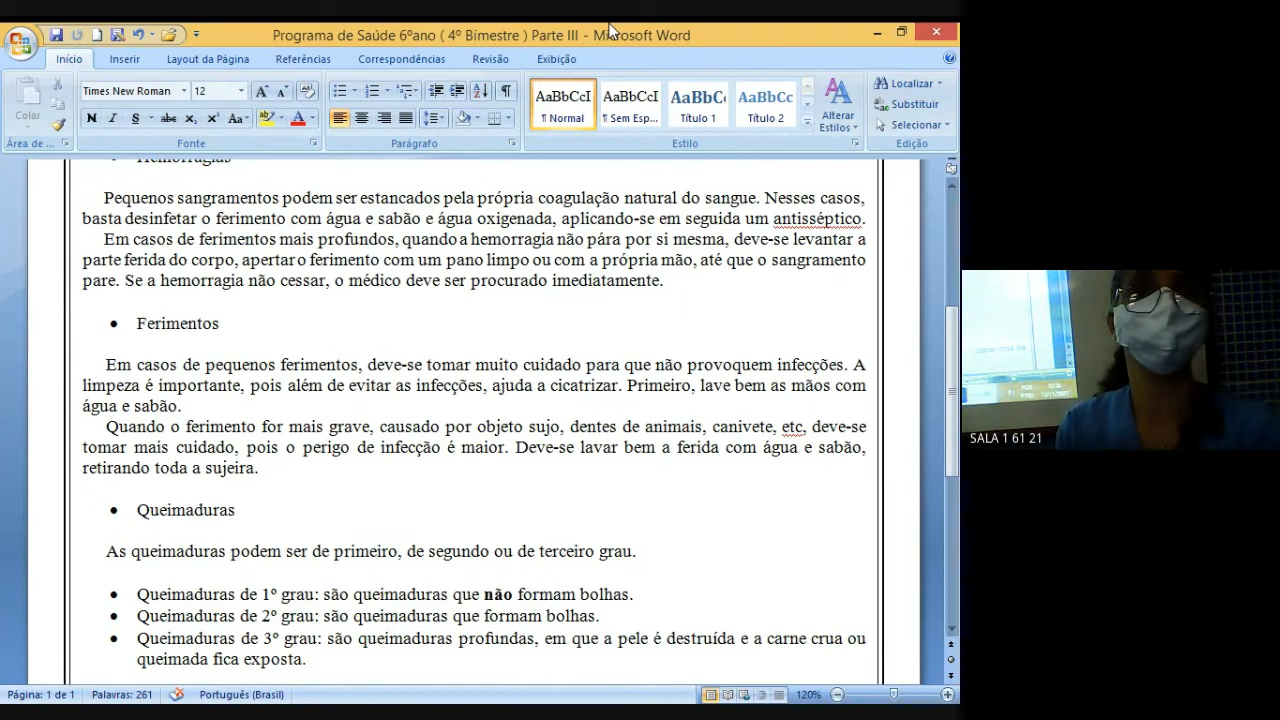 Programa de Saúde 6ºano ( 4º Bimestre ) Parte III - Microsoft Word
Início Inserir Layout da Página Referências Correspondências Revisão Exibição
Colar
Área de ...
Times New Roman 12
Fonte
Parágrafo
AaBbCcI AaBbCcI AaBbC AaBbCc
¶ Normal ¶ Sem Esp... Título 1 Título 2
Alterar Estilos
Estilo
Localizar
Substituir
Selecionar
Edição
Hemorragias
Pequenos sangramentos podem ser estancados pela própria coagulação natural do sangue. Nesses casos,
basta desinfetar o ferimento com água e sabão e água oxigenada, aplicando-se em seguida um antisséptico.
Em casos de ferimentos mais profundos, quando a hemorragia não pára por si mesma, deve-se levantar a
parte ferida do corpo, apertar o ferimento com um pano limpo ou com a própria mão, até que o sangramento
pare. Se a hemorragia não cessar, o médico deve ser procurado imediatamente.
• Ferimentos
Em casos de pequenos ferimentos, deve-se tomar muito cuidado para que não provoquem infecções. A
limpeza é importante, pois além de evitar as infecções, ajuda a cicatrizar. Primeiro, lave bem as mãos com
água e sabão.
Quando o ferimento for mais grave, causado por objeto sujo, dentes de animais, canivete, etc, deve-se
tomar mais cuidado, pois o perigo de infecção é maior. Deve-se lavar bem a ferida com água e sabão,
retirando toda a sujeira.
• Queimaduras
As queimaduras podem ser de primeiro, de segundo ou de terceiro grau.
• Queimaduras de 1º grau: são queimaduras que não formam bolhas.
• Queimaduras de 2º grau: são queimaduras que formam bolhas.
• Queimaduras de 3º grau: são queimaduras profundas, em que a pele é destruída e a carne crua ou
queimada fica exposta.
Página: 1 de 1 Palavras: 261 Português (Brasil) 120%
SALA 1 61 21